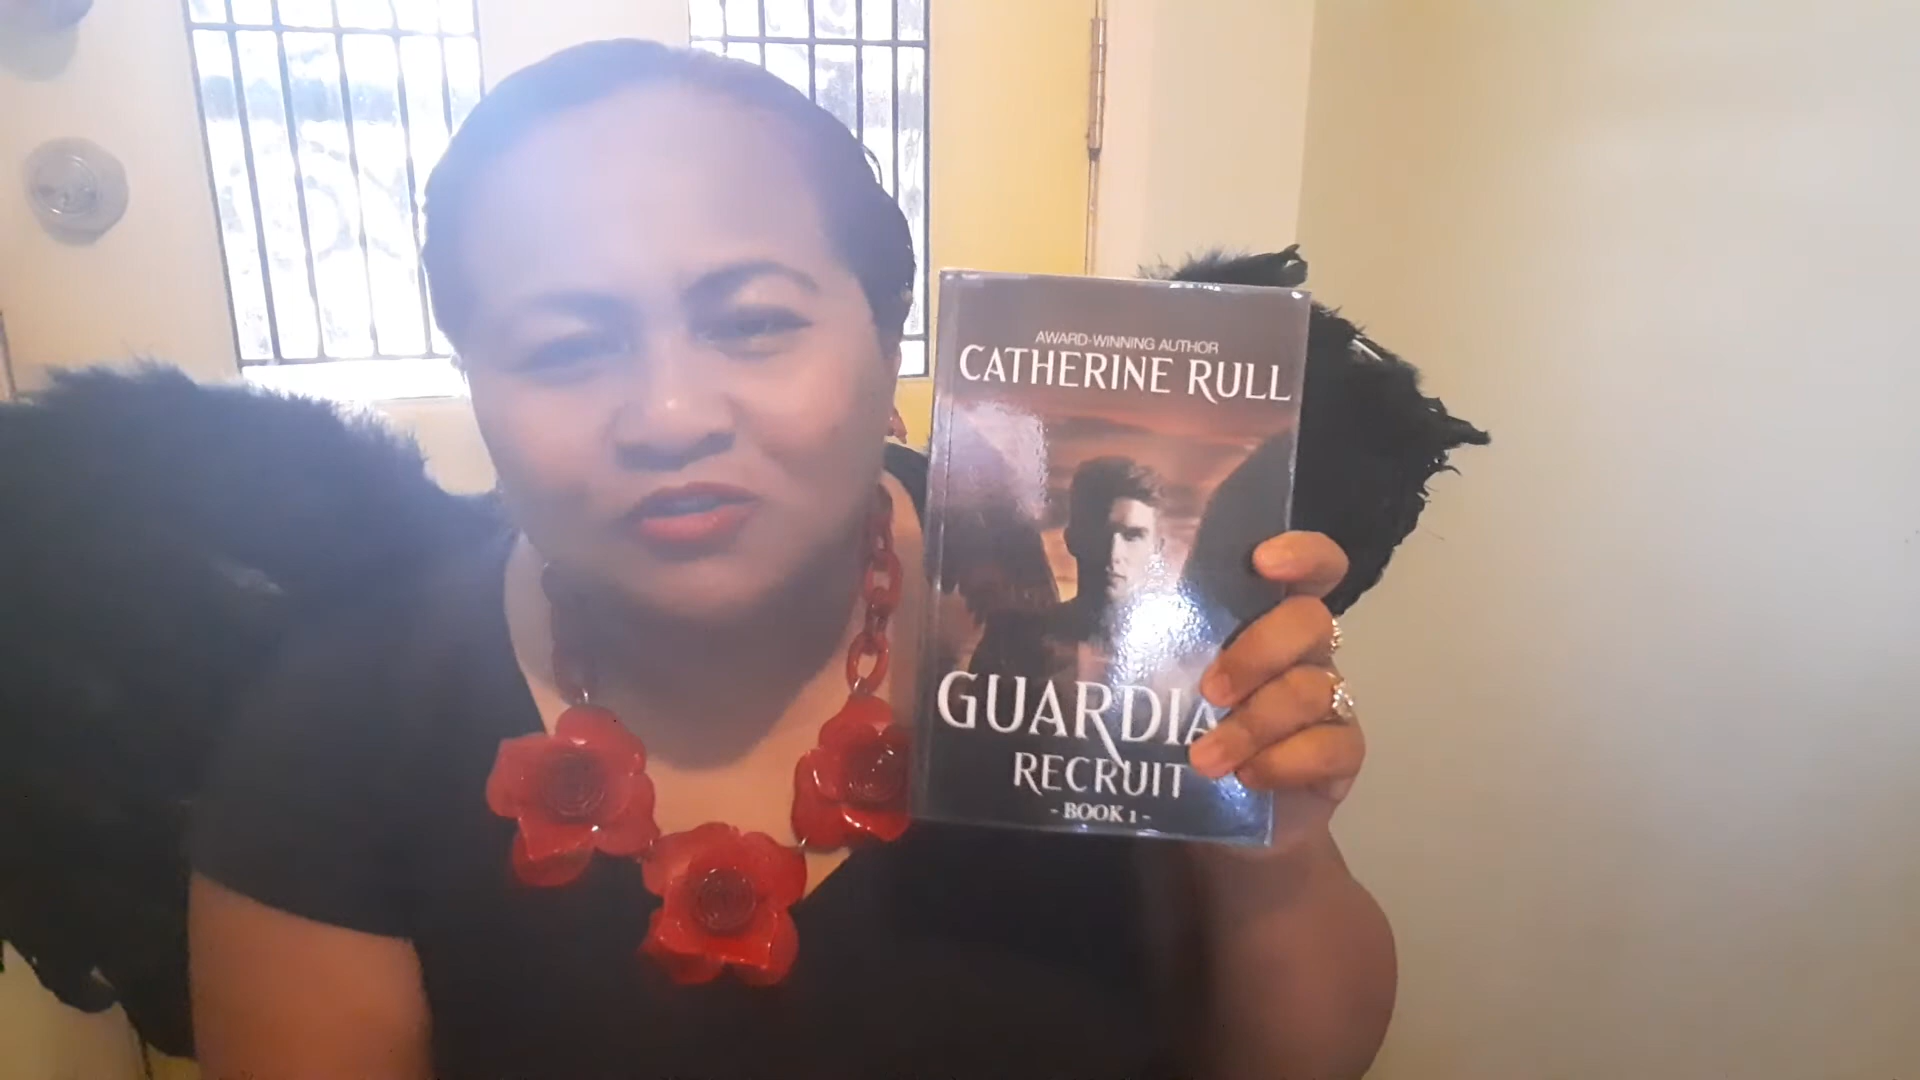 AWARD-WINNING AUTHOR
CATHERINE RULL
GUARDIA
RECRUIT
- BOOK 1 -